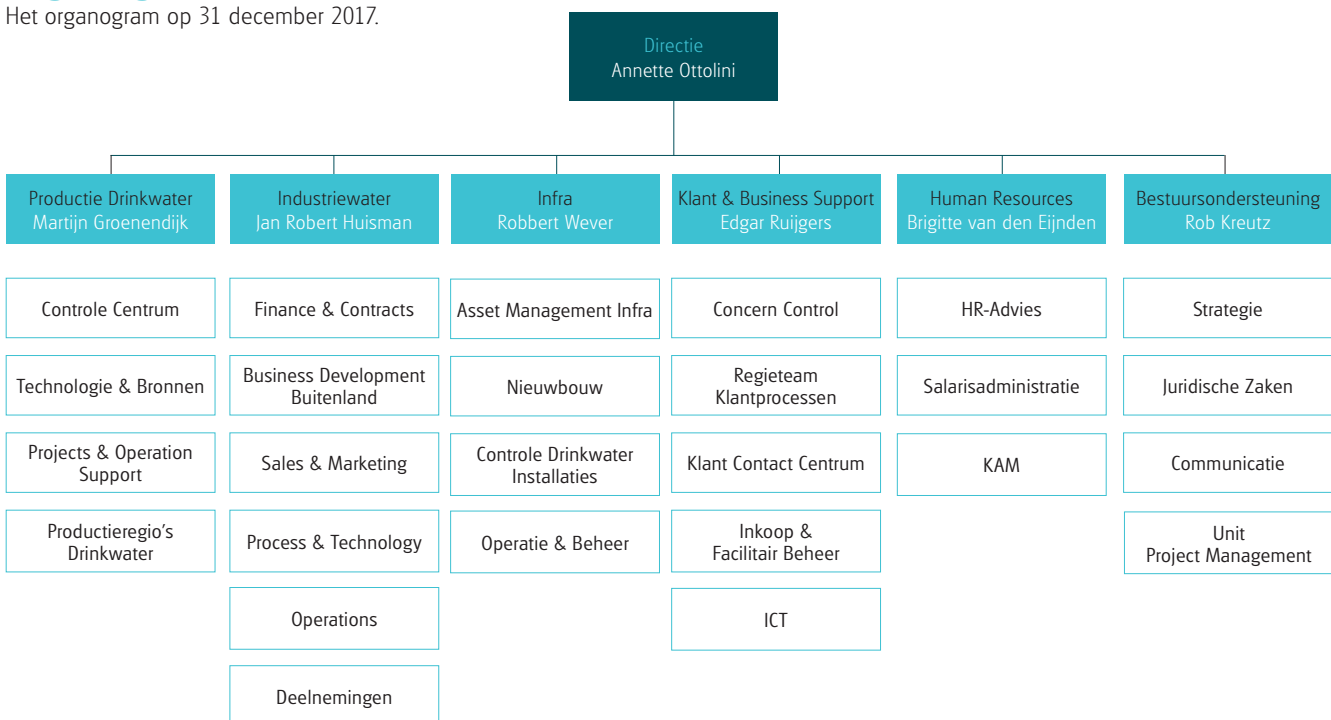 Het organogram op 31 december 2017.
Directie
Annette Ottolini
Productie Drinkwater
Martijn Groenendijk
Industriewater
Jan Robert Huisman
Infra
Robbert Wever
Klant & Business Support
Edgar Ruijgers
Human Resources
Brigitte van den Eijnden
Bestuursondersteuning
Rob Kreutz
Controle Centrum
Technologie & Bronnen
Projects & Operation
Support
Productieregio's
Drinkwater
Finance & Contracts
Business Development
Buitenland
Sales & Marketing
Process & Technology
Operations
Deelnemingen
Asset Management Infra
Nieuwbouw
Controle Drinkwater
Installaties
Operatie & Beheer
Concern Control
Regieteam
Klantprocessen
Klant Contact Centrum
Inkoop &
Facilitair Beheer
ICT
HR-Advies
Salarisadministratie
KAM
Strategie
Juridische Zaken
Communicatie
Unit
Project Management